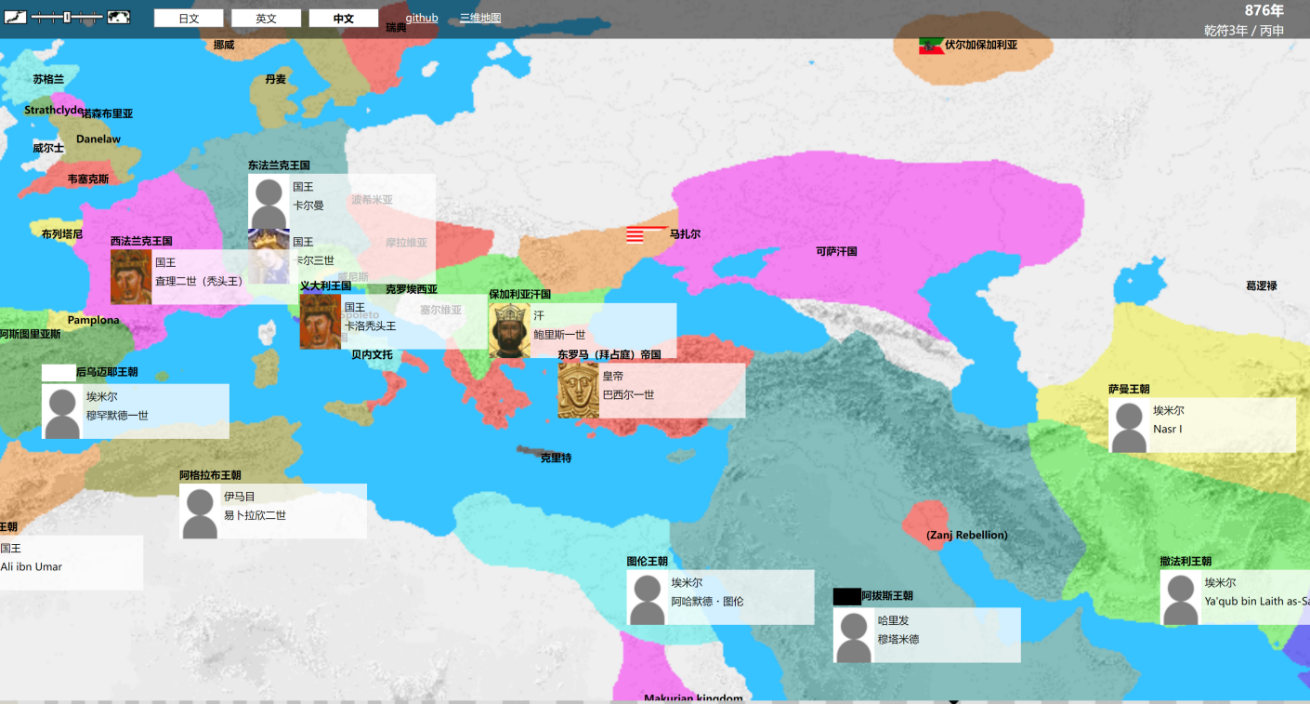 日文
英文
中文
github
三维地图
876年
乾符3年 / 丙申
瑞典
挪威
伏尔加保加利亚
苏格兰
丹麦
Strathclyde
诺森布里亚
Danelaw
威尔士
韦塞克斯
东法兰克王国
国王
卡尔曼
波希米亚
布列塔尼
西法兰克王国
国王
查理二世（秃头王）
国王
卡尔三世
摩拉维亚
马扎尔
可萨汗国
葛逻禄
威尼斯
义大利王国
国王
卡洛秃头王
克罗埃西亚
塞尔维亚
保加利亚汗国
汗
鲍里斯一世
Pamplona
阿斯图里亚斯
贝内文托
东罗马（拜占庭）帝国
皇帝
巴西尔一世
后乌迈耶王朝
埃米尔
穆罕默德一世
萨曼王朝
埃米尔
Nasr I
克里特
阿格拉布王朝
伊马目
易卜拉欣二世
王朝
国王
Ali ibn Umar
(Zanj Rebellion)
图伦王朝
埃米尔
阿哈默德·图伦
阿拔斯王朝
哈里发
穆塔米德
撒法利王朝
埃米尔
Ya'qub bin Laith as-Sa
Makurian kingdom